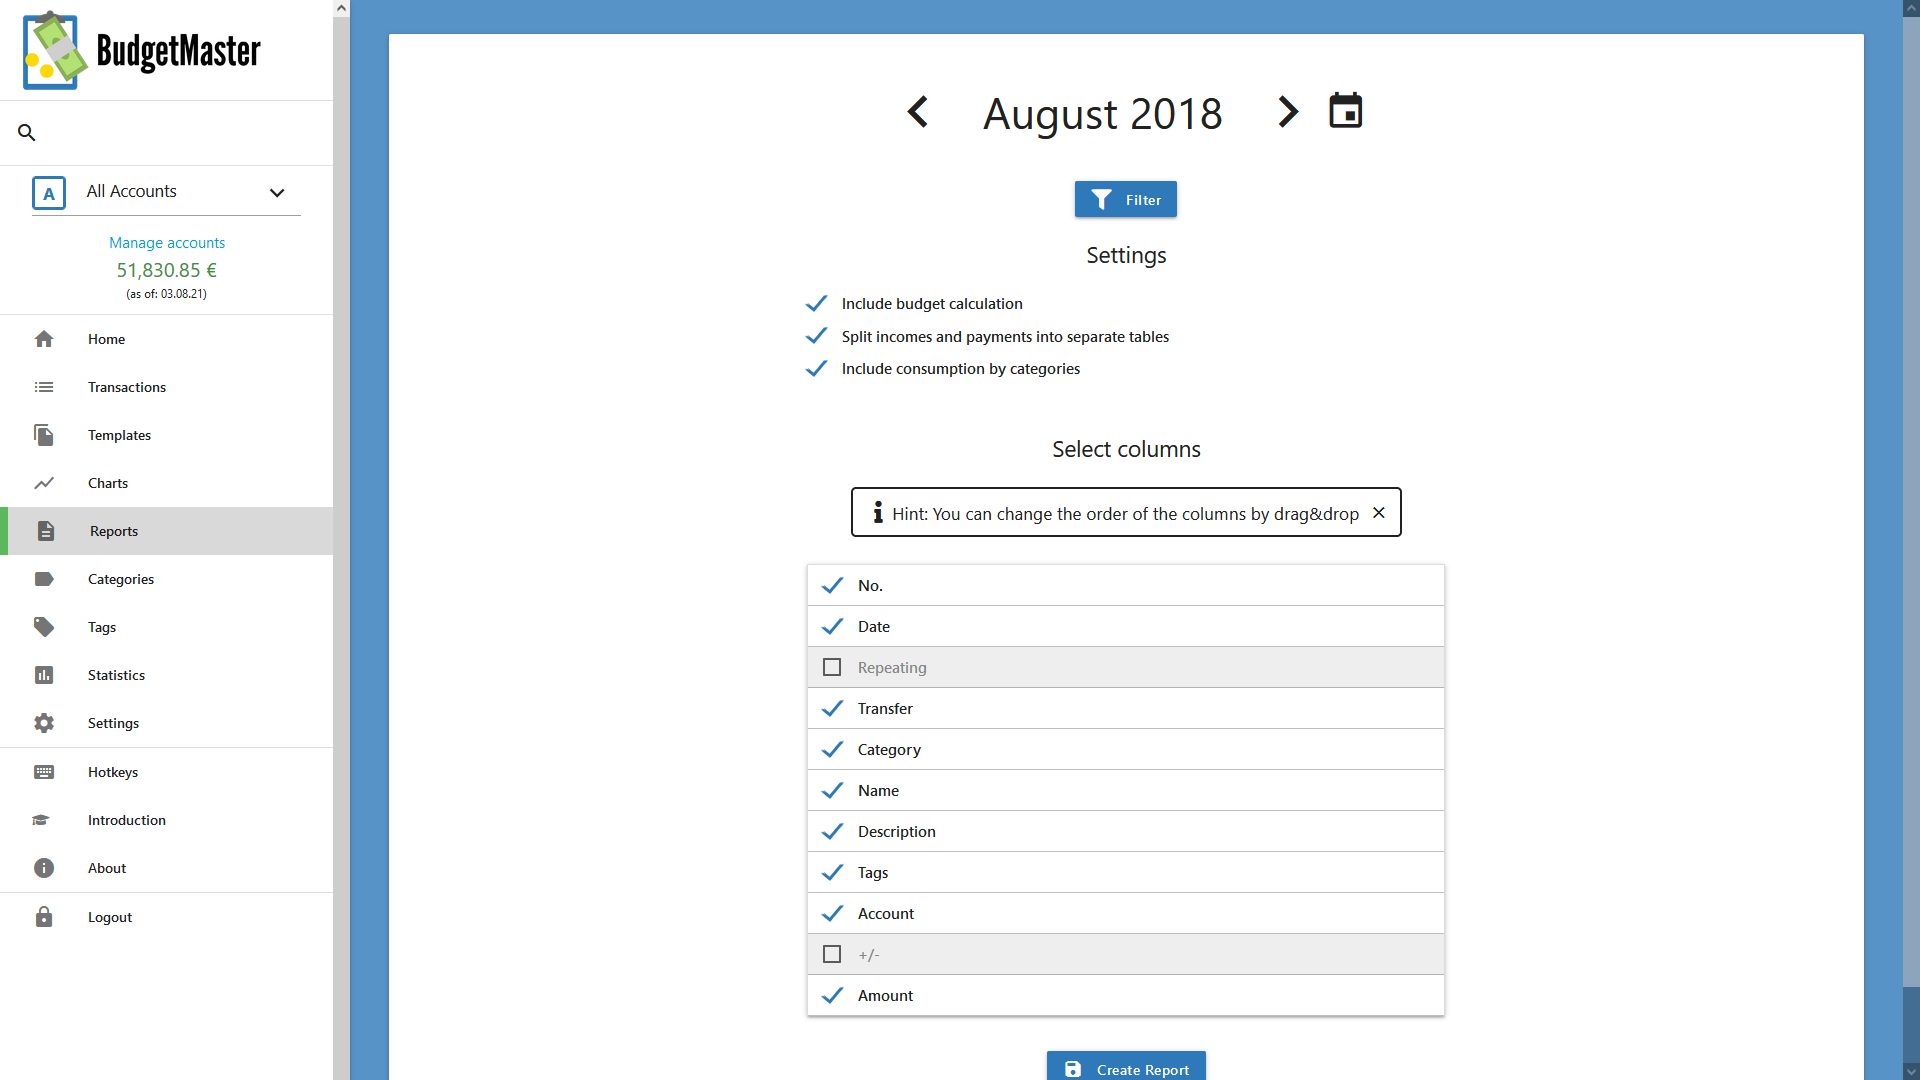 BudgetMaster
A All Accounts
Manage accounts
51,830.85 €
(as of: 03.08.21)
Home
Transactions
Templates
Charts
Reports
Categories
Tags
Statistics
Settings
Hotkeys
Introduction
About
Logout
August 2018
Filter
Settings
Include budget calculation
Split incomes and payments into separate tables
Include consumption by categories
Select columns
Hint: You can change the order of the columns by drag&drop
No.
Date
Repeating
Transfer
Category
Name
Description
Tags
Account
+/-
Amount
Create Report